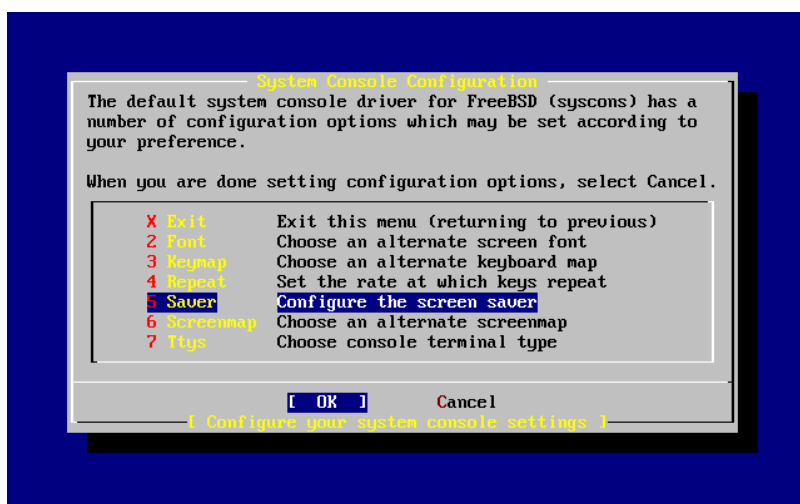 System Console Configuration
The default system console driver for FreeBSD (syscons) has a
number of configuration options which may be set according to
your preference.
When you are done setting configuration options, select Cancel.
X Exit Exit this menu (returning to previous)
2 Font Choose an alternate screen font
3 Keymap Choose an alternate keyboard map
4 Repeat Set the rate at which keys repeat
5 Saver Configure the screen saver
6 Screenmap Choose an alternate screenmap
7 Ttys Choose console terminal type
[ OK ] Cancel
[ Configure your system console settings ]